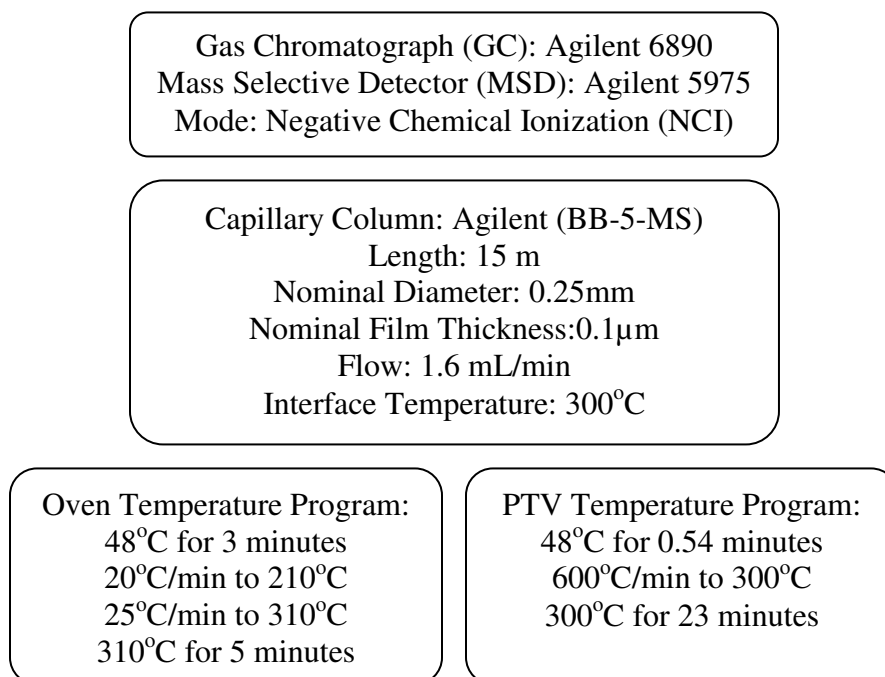 Gas Chromatograph (GC): Agilent 6890
Mass Selective Detector (MSD): Agilent 5975
Mode: Negative Chemical Ionization (NCI)
Capillary Column: Agilent (BB-5-MS)
Length: 15 m
Nominal Diameter: 0.25mm
Nominal Film Thickness:0.1µm
Flow: 1.6 mL/min
Interface Temperature: 300°C
Oven Temperature Program:
48°C for 3 minutes
20°C/min to 210°C
25°C/min to 310°C
310°C for 5 minutes
PTV Temperature Program:
48°C for 0.54 minutes
600°C/min to 300°C
300°C for 23 minutes